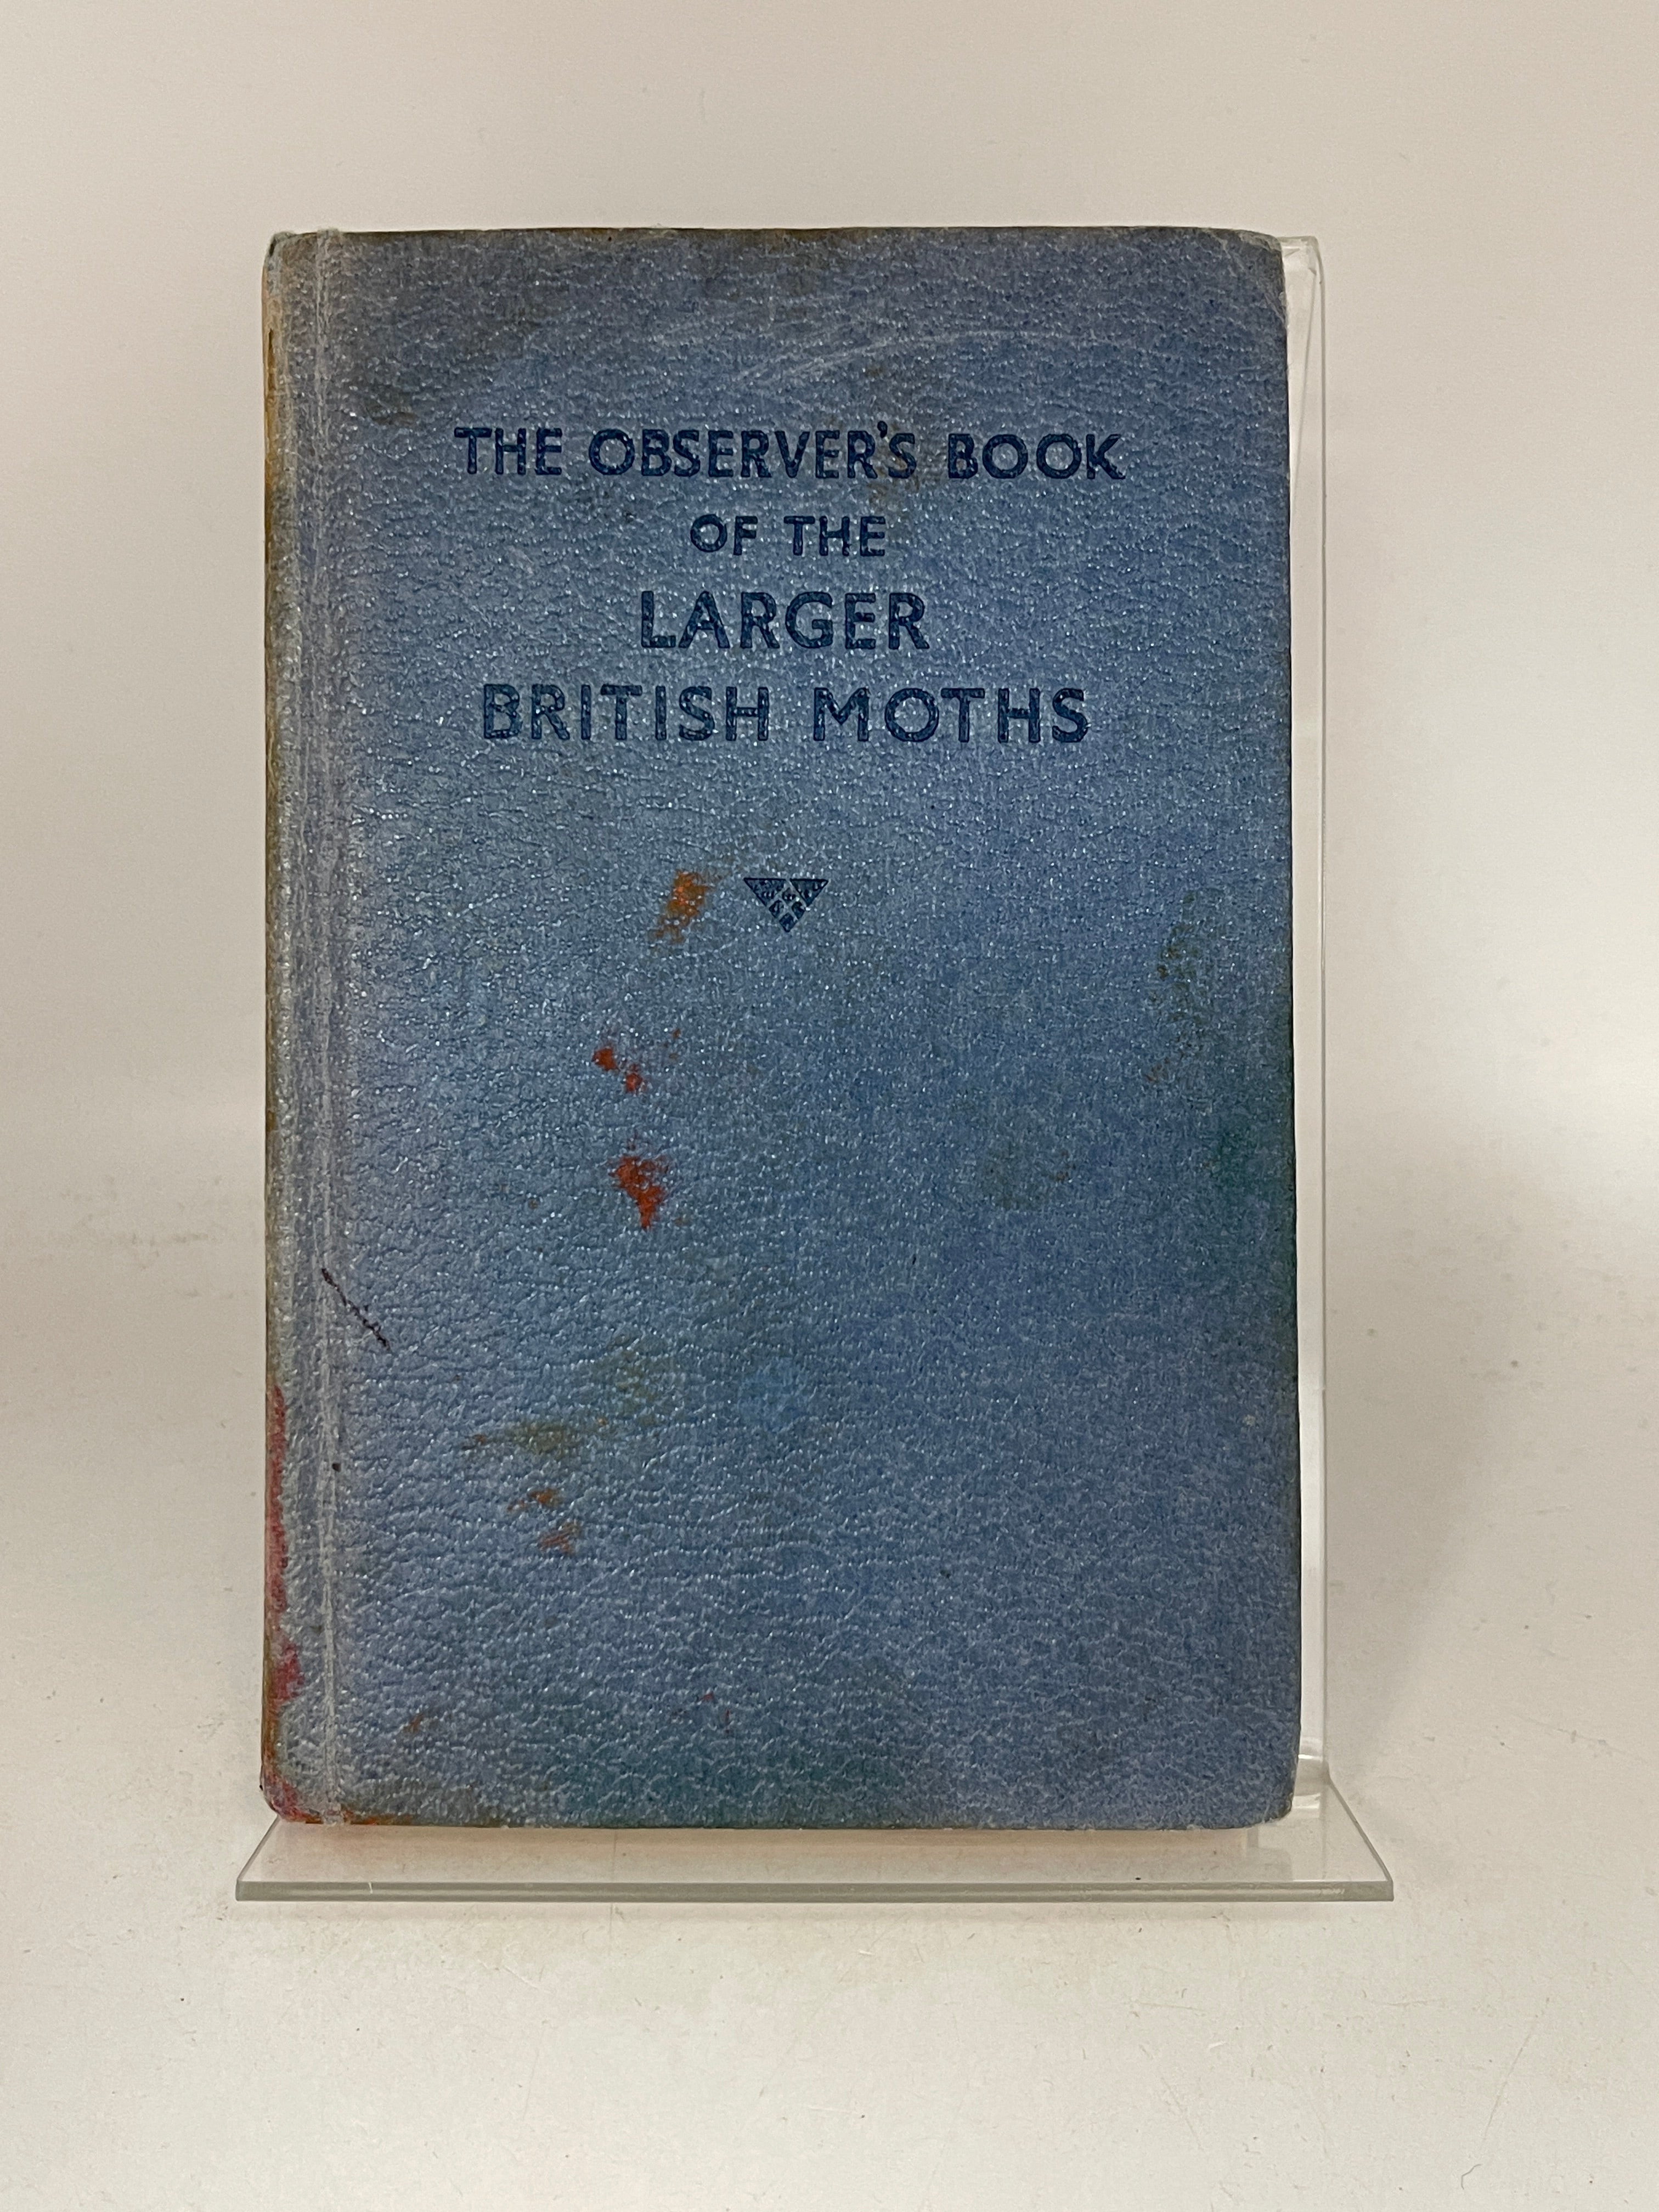 THE OBSERVER'S BOOK
OF THE
LARGER
BRITISH MOTHS